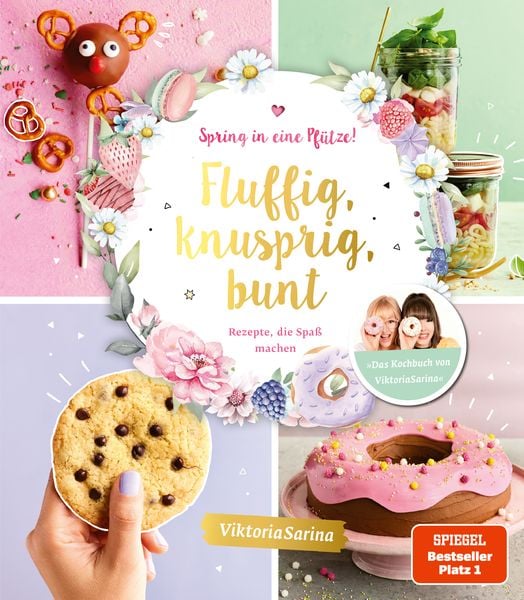 Spring in eine Pfütze!
Fluffig,
knusprig,
bunt
Rezepte, die Spaß
machen
»Das Kochbuch von
ViktoriaSarina«
ViktoriaSarina
SPIEGEL
Bestseller
Platz 1